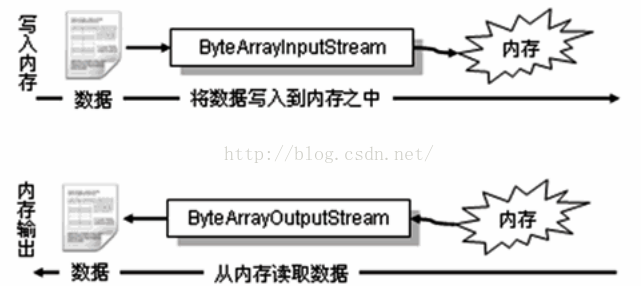 写入内存
ByteArrayInputStream
内存
数据
将数据写入到内存之中
http://blog.csdn.net/
内存输出
ByteArrayOutputStream
内存
数据
从内存读取数据